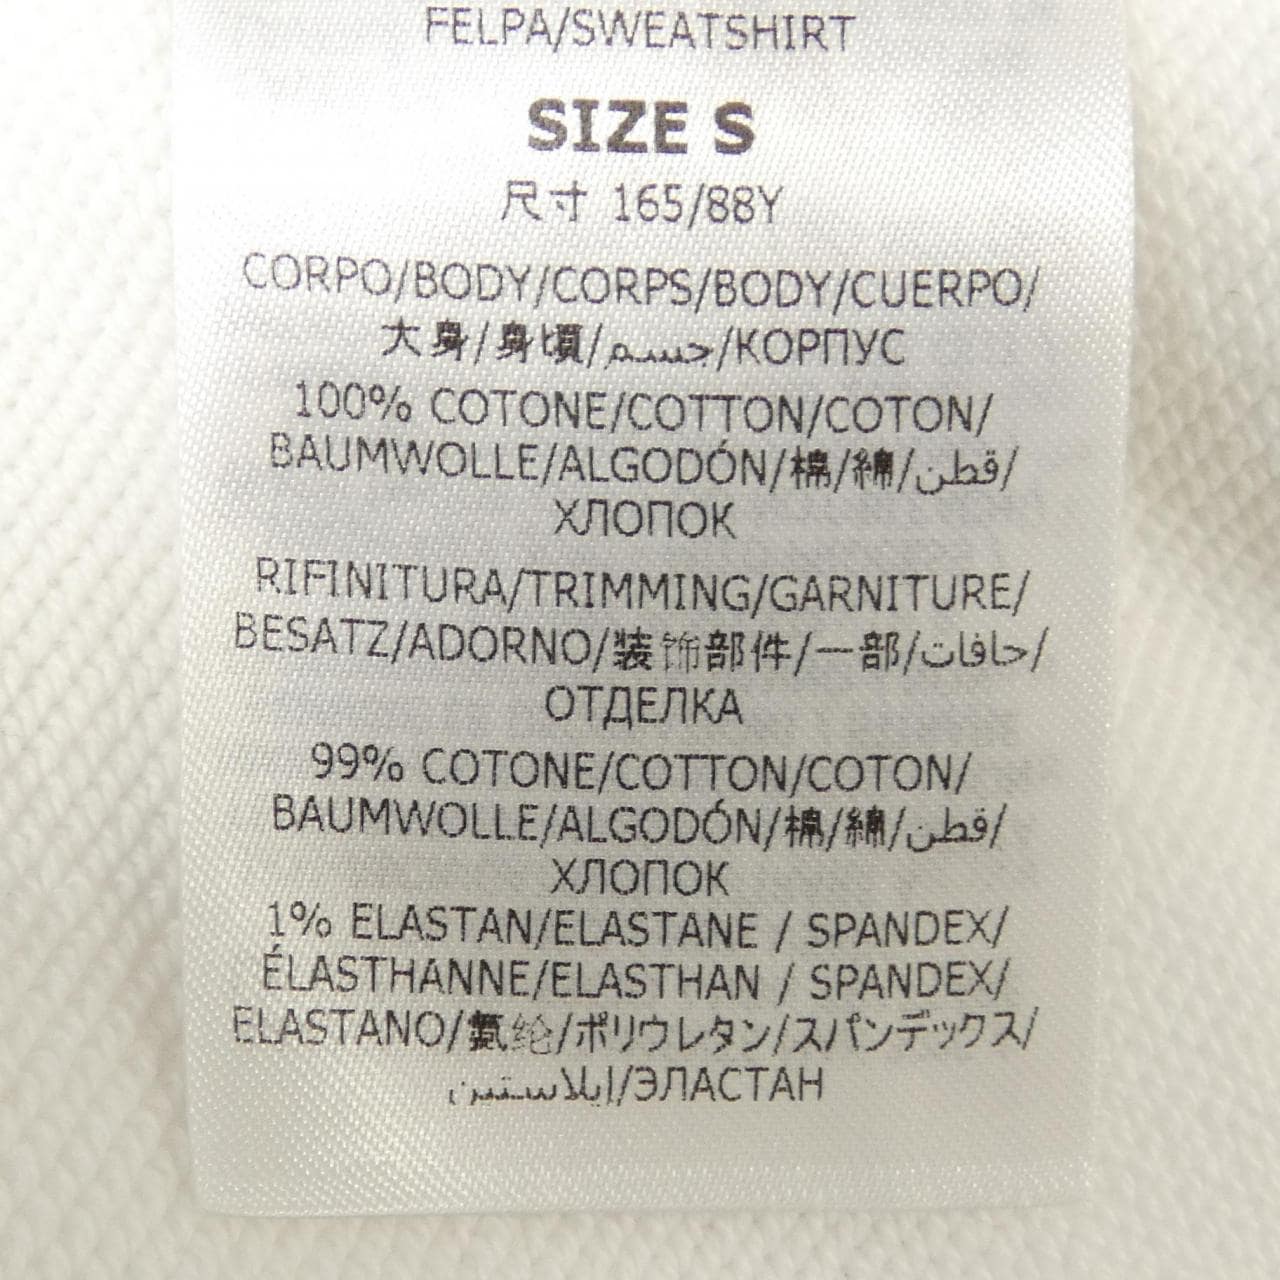 FELPA/SWEATSHIRT
SIZE S
尺寸 165/88Y
CORPO/BODY/CORPS/BODY/CUERPO/
大身/身頃/جسم/КОРПУС
100% COTONE/COTTON/COTON/
BAUMWOLLE/ALGODÓN/棉/綿/قطن/
ХЛОПОК
RIFINITURA/TRIMMING/GARNITURE/
BESATZ/ADORNO/装饰部件/一部/حافات/
ОТДЕЛКА
99% COTONE/COTTON/COTON/
BAUMWOLLE/ALGODÓN/棉/綿/قطن/
ХЛОПОК
1% ELASTAN/ELASTANE / SPANDEX/
ÉLASTHANNE/ELASTHAN / SPANDEX/
ELASTANO/氨纶/ポリウレタン/スパンデックス/
إيلاستين/ЭЛАСТАН